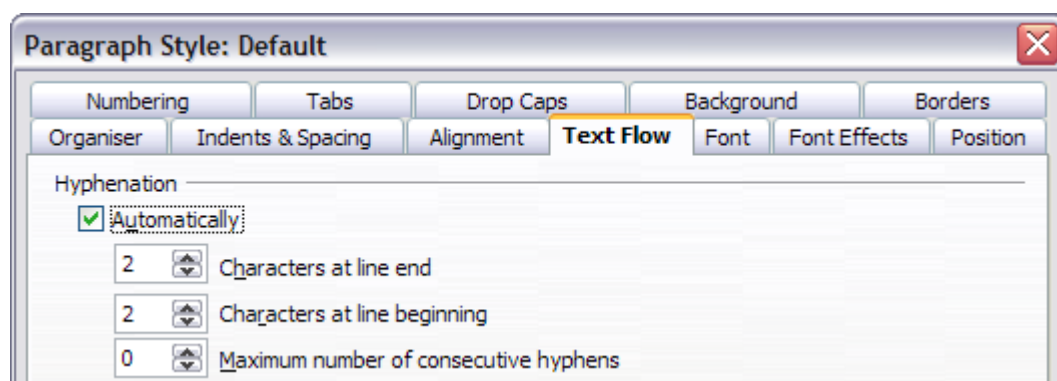 Paragraph Style: Default
Numbering Tabs Drop Caps Background Borders
Organiser Indents & Spacing Alignment Text Flow Font Font Effects Position
Hyphenation
Automatically
2 Characters at line end
2 Characters at line beginning
0 Maximum number of consecutive hyphens